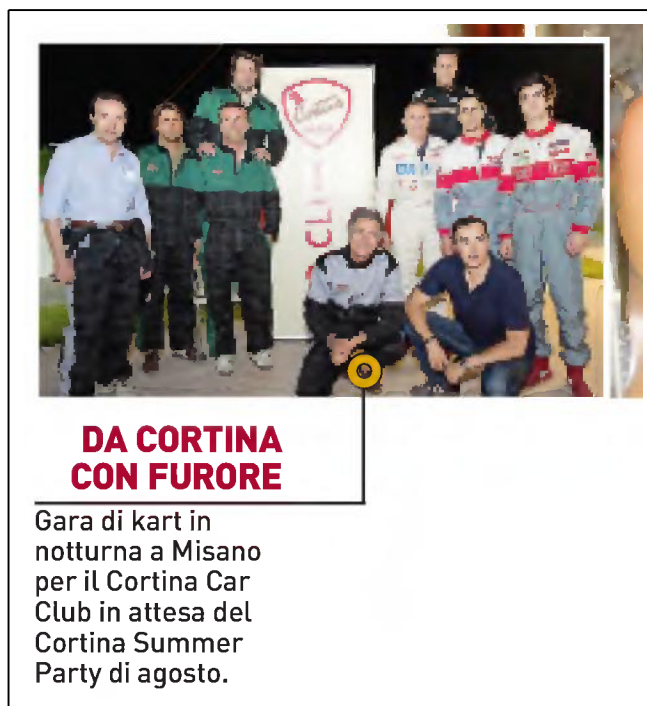 Cortina
DA CORTINA
CON FURORE
Gara di kart in
notturna a Misano
per il Cortina Car
Club in attesa del
Cortina Summer
Party di agosto.